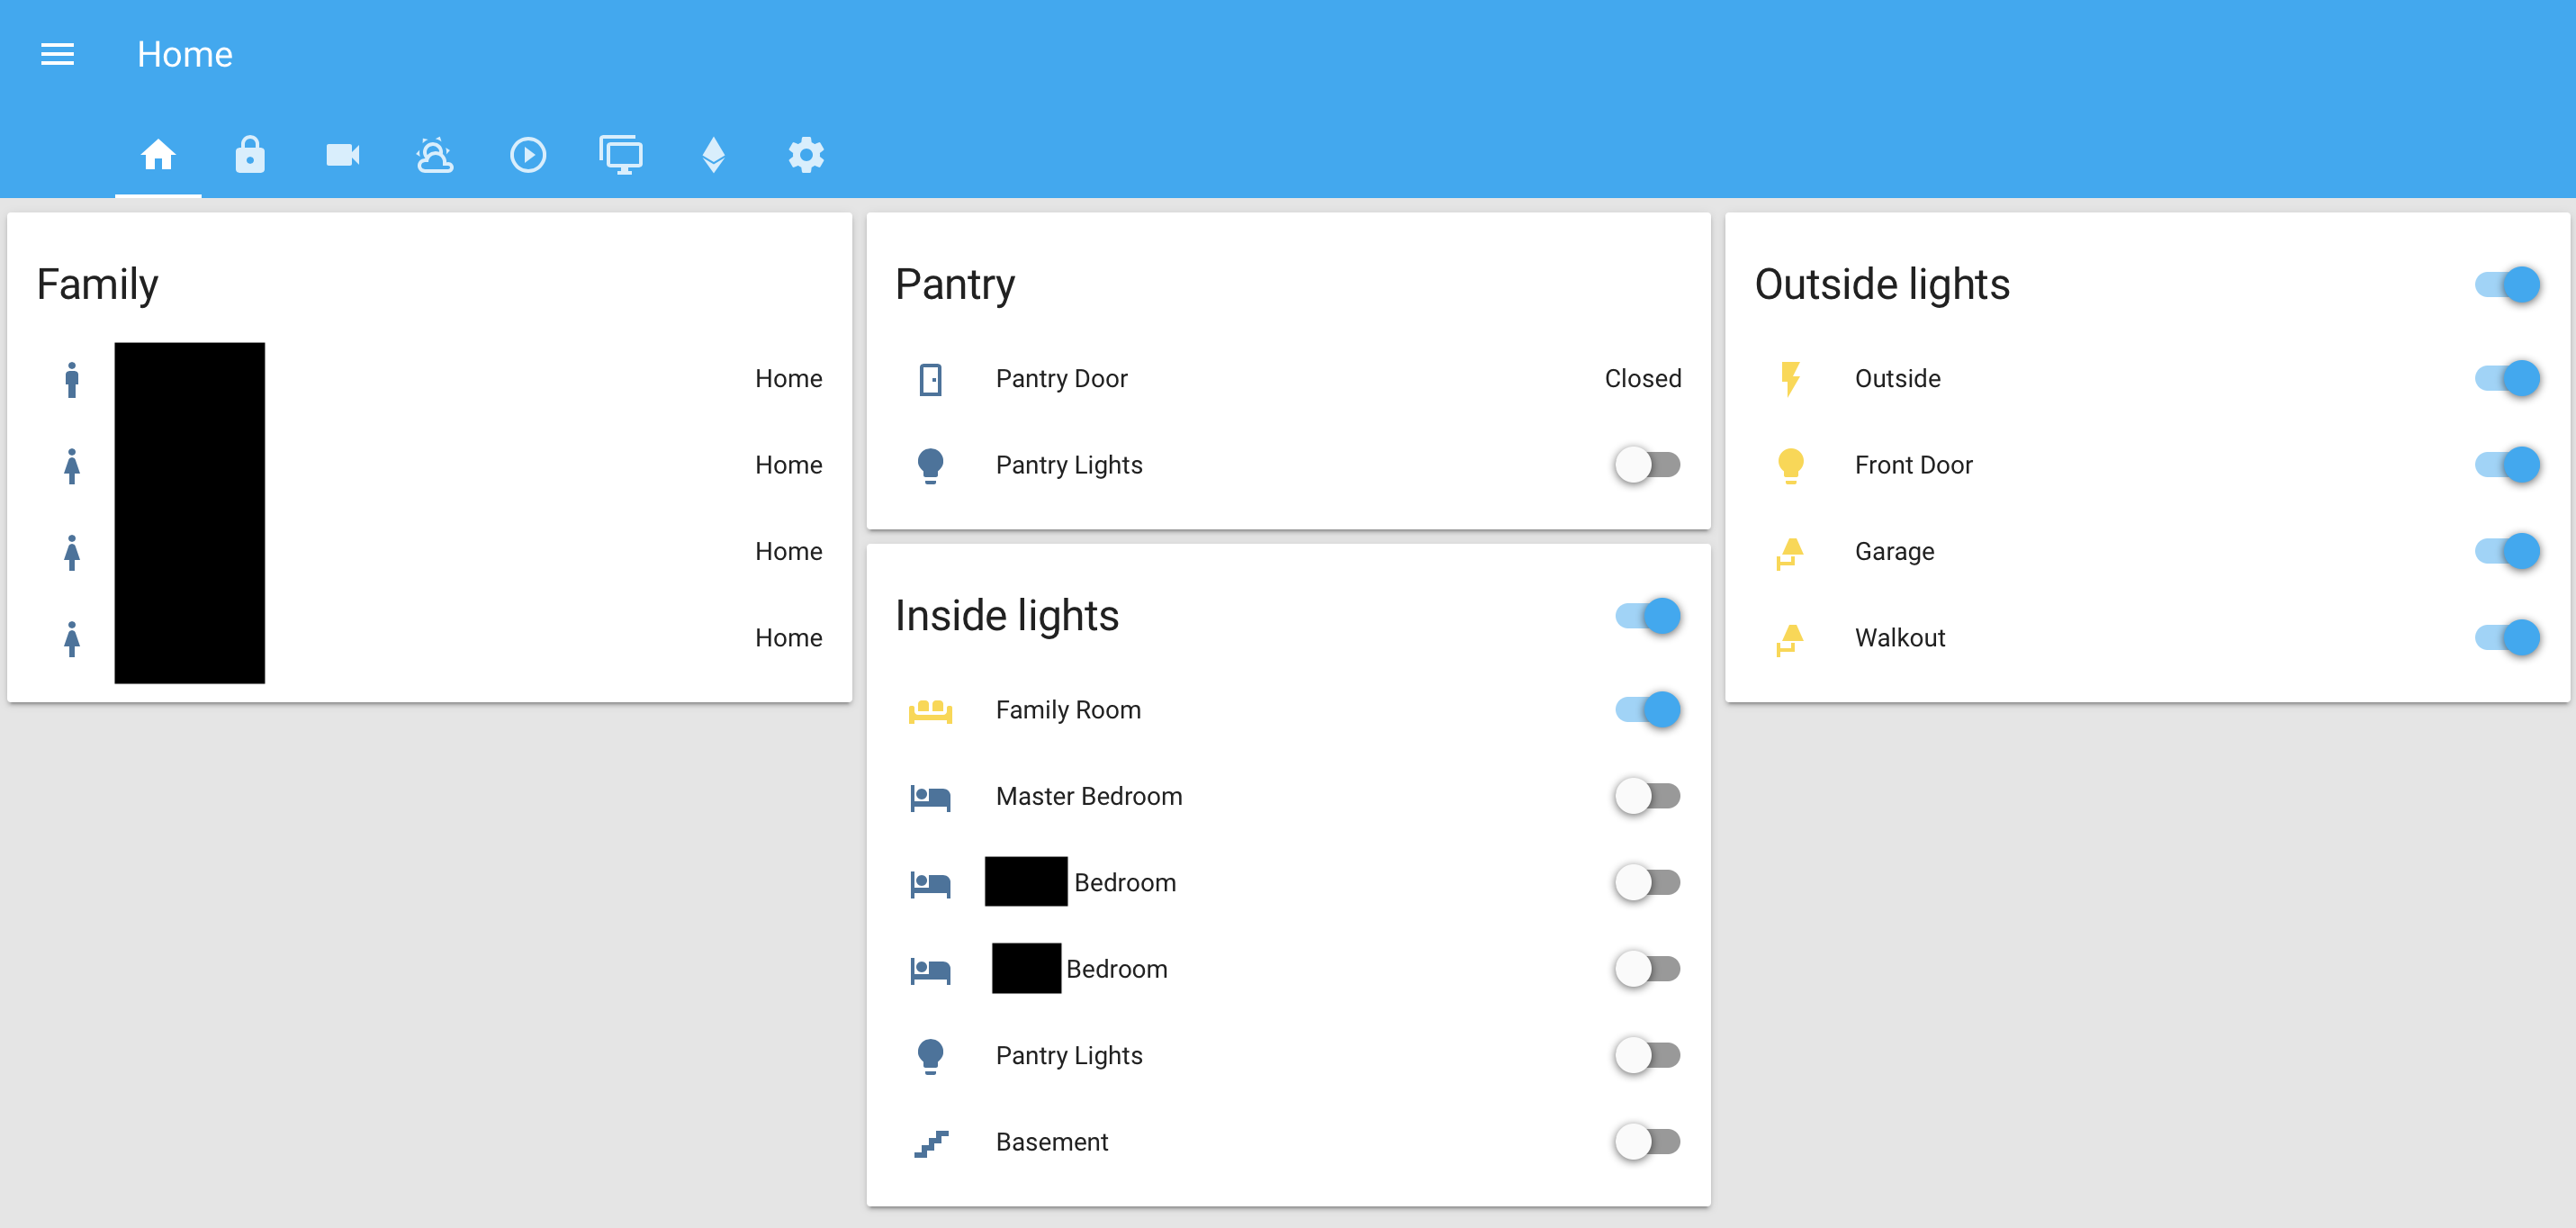 Home
Family
Home
Home
Home
Home
Pantry
Pantry Door Closed
Pantry Lights
Inside lights
Family Room
Master Bedroom
Bedroom
Bedroom
Pantry Lights
Basement
Outside lights
Outside
Front Door
Garage
Walkout